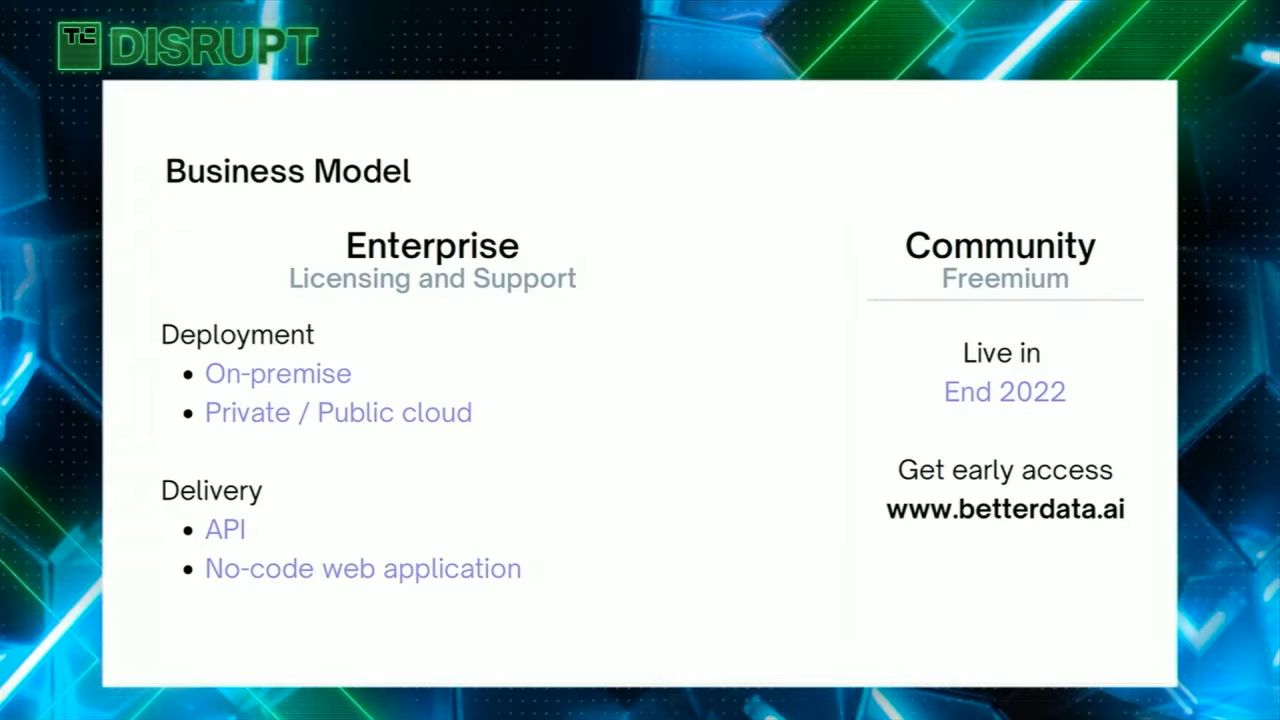 TC DISRUPT
Business Model
Enterprise
Licensing and Support
Deployment
• On-premise
• Private / Public cloud
Delivery
• API
• No-code web application
Community
Freemium
Live in
End 2022
Get early access
www.betterdata.ai